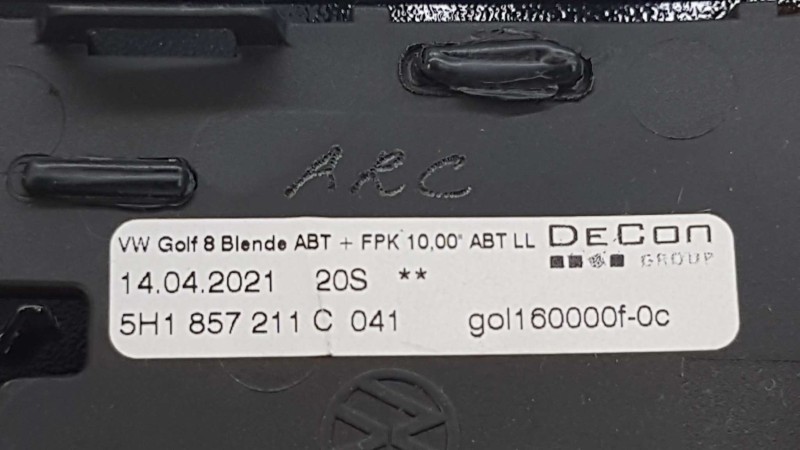 ARC
VW Golf 8 Blende ABT + FPK 10,00" ABT LL DECON
GROUP
14.04.2021 20S **
5H1 857 211 C 041 gol160000f-0c